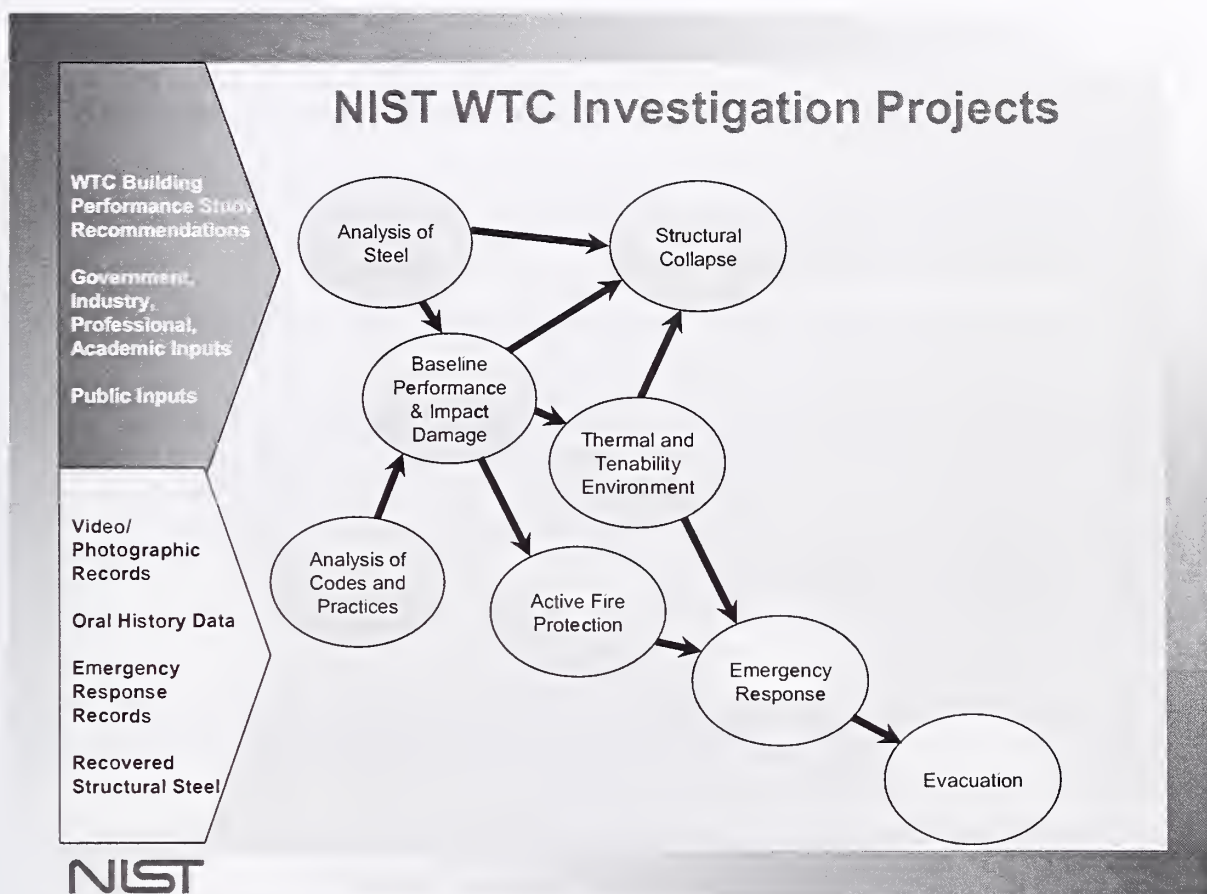 NIST WTC Investigation Projects
WTC Building
Performance Study
Recommendations
Government,
Industry,
Professional,
Academic Inputs
Public Inputs
Video/
Photographic
Records
Oral History Data
Emergency
Response
Records
Recovered
Structural Steel
Analysis of
Steel
Structural
Collapse
Baseline
Performance
& Impact
Damage
Thermal and
Tenability
Environment
Analysis of
Codes and
Practices
Active Fire
Protection
Emergency
Response
Evacuation
NIST